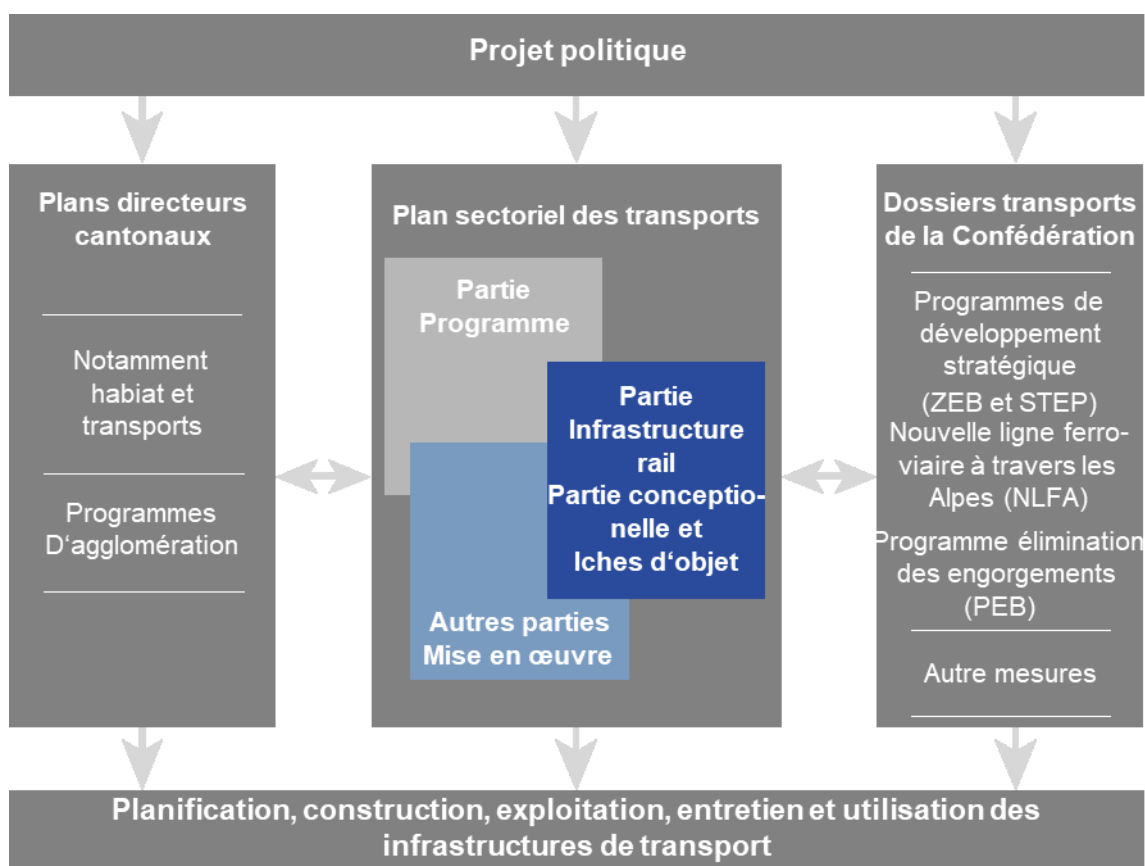 Projet politique
Plans directeurs
cantonaux
Notamment
habiat et
transports
Programmes
D‘agglomération
Plan sectoriel des transports
Partie
Programme
Partie
Infrastructure
rail
Partie conceptio-
nelle et
Iches d‘objet
Autres parties
Mise en œuvre
Dossiers transports
de la Confédération
Programmes de
développement
stratégique
(ZEB et STEP)
Nouvelle ligne ferro-
viaire à travers les
Alpes (NLFA)
Programme élimination
des engorgements
(PEB)
Autre mesures
Planification, construction, exploitation, entretien et utilisation des
infrastructures de transport